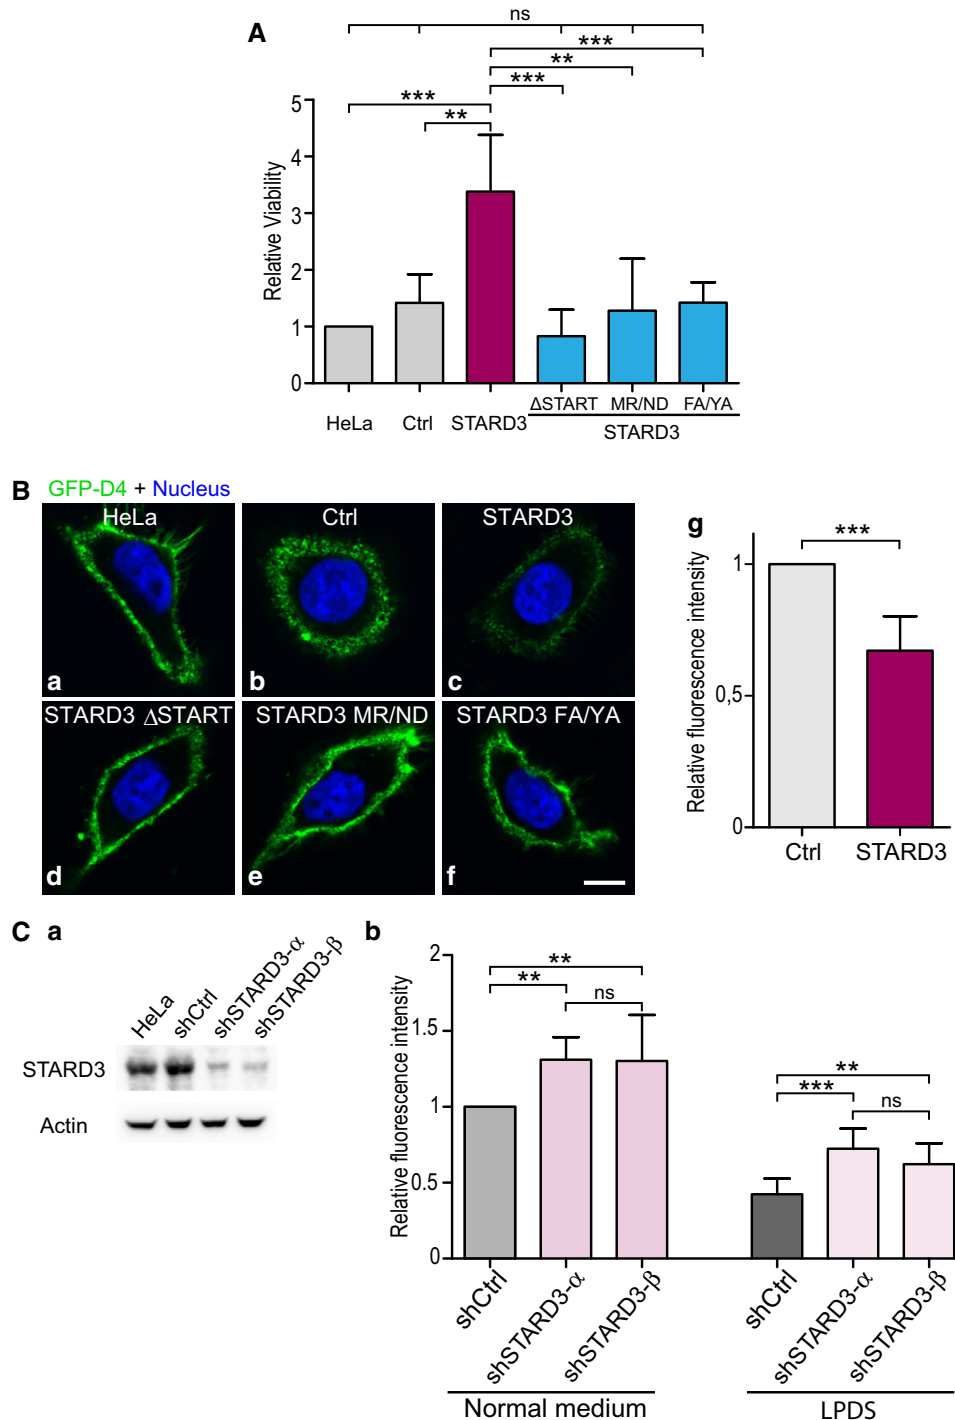 A
ns
***
**
***
***
**
Relative Viability
5
4
3
2
1
0
HeLa
Ctrl
STARD3
ΔSTART
MR/ND
FA/YA
STARD3
B
GFP-D4 + Nucleus
HeLa
a
Ctrl
b
STARD3
c
STARD3 ΔSTART
d
STARD3 MR/ND
e
STARD3 FA/YA
f
g
***
Relative fluorescence intensity
1
0,5
0
Ctrl
STARD3
C
a
HeLa
shCtrl
shSTARD3-α
shSTARD3-β
STARD3
Actin
b
Relative fluorescence intensity
2
1.5
1
0.5
0
**
**
ns
**
***
ns
shCtrl
shSTARD3-α
shSTARD3-β
Normal medium
shCtrl
shSTARD3-α
shSTARD3-β
LPDS